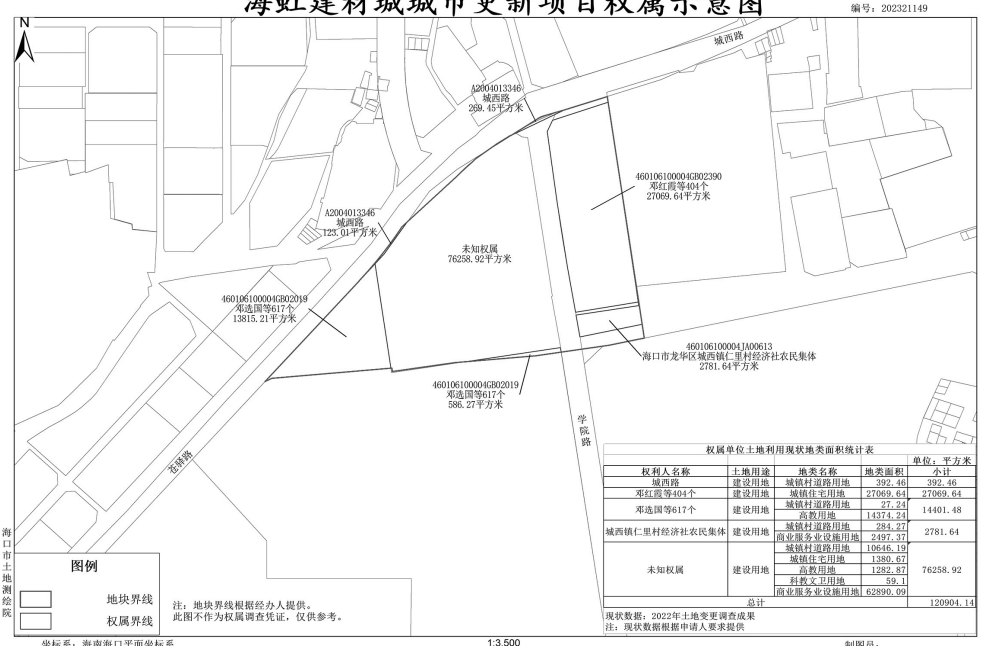 海虹建材城城市更新项目权属示意图
编号：202321149
N
城西路
A2004013346
城西路
269.45平方米
460106100004GB02390
邓红霞等404个
27069.64平方米
A2004013346
城西路
123.01平方米
未知权属
76258.92平方米
460106100004GB02019
邓选国等617个
13815.21平方米
460106100004JA00613
海口市龙华区城西镇仁里村经济社农民集体
2781.64平方米
460106100004GB02019
邓选国等617个
586.27平方米
学院路
苍驿路
权属单位土地利用现状地类面积统计表
单位：平方米
权利人名称 土地用途 地类名称 地类面积 小计
城西路 建设用地 城镇村道路用地 392.46 392.46
邓红霞等404个 建设用地 城镇住宅用地 27069.64 27069.64
邓选国等617个 建设用地 城镇村道路用地 27.24 14401.48
高教用地 14374.24
城西镇仁里村经济社农民集体 建设用地 城镇村道路用地 284.27 2781.64
商业服务业设施用地 2497.37
未知权属 建设用地 城镇村道路用地 10646.19 76258.92
城镇住宅用地 1380.67
高教用地 1282.87
科教文卫用地 59.1
商业服务业设施用地 62890.09
总计 120904.14
现状数据：2022年土地变更调查成果
注：现状数据根据申请人要求提供
海口市土地测绘院
图例
地块界线
权属界线
注：地块界线根据经办人提供。
此图不作为权属调查凭证，仅供参考。
坐标系：海南海口平面坐标系
1:3,500
制图员：